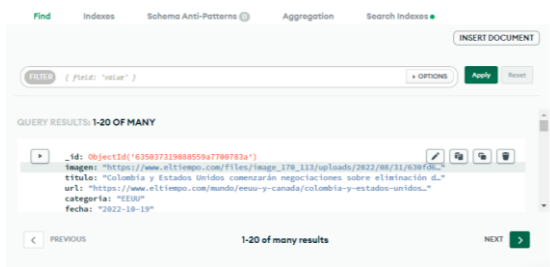 Find Indexes Schema Anti-Patterns 0 Aggregation Search Indexes
INSERT DOCUMENT
FILTER { field: 'value' } OPTIONS Apply Reset
QUERY RESULTS: 1-20 OF MANY
_id: ObjectId('635037319888559a7700783a')
imagen: "https://www.eltiempo.com/files/image_170_113/uploads/2022/08/31/630fd6…"
titulo: "Colombia y Estados Unidos comenzarán negociaciones sobre eliminación d…"
url: "https://www.eltiempo.com/mundo/eeuu-y-canada/colombia-y-estados-unidos…"
categoria: "EEUU"
fecha: "2022-10-19"
PREVIOUS 1-20 of many results NEXT